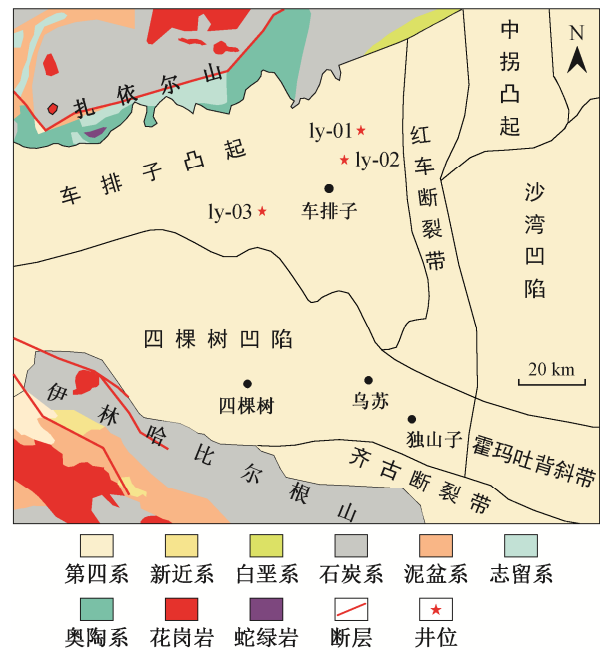 N
中拐凸起
扎依尔山
ly-01
ly-02
红车断裂带
车排子凸起
车排子
ly-03
沙湾凹陷
四棵树凹陷
20 km
四棵树
乌苏
独山子
伊林哈比尔根山
齐古断裂带
霍玛吐背斜带
第四系 新近系 白垩系 石炭系 泥盆系 志留系
奥陶系 花岗岩 蛇绿岩 断层 井位